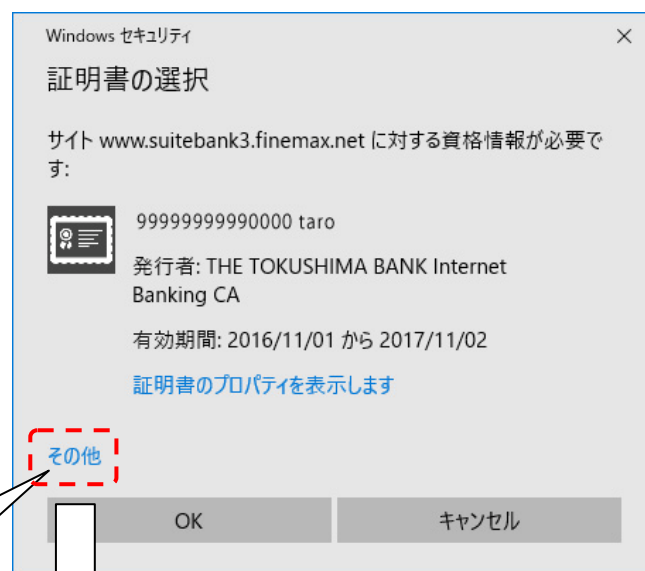 Windows セキュリティ
証明書の選択
サイト www.suitebank3.finemax.net に対する資格情報が必要で
す:
99999999990000 taro
発行者: THE TOKUSHIMA BANK Internet
Banking CA
有効期間: 2016/11/01 から 2017/11/02
証明書のプロパティを表示します
その他
OK
キャンセル